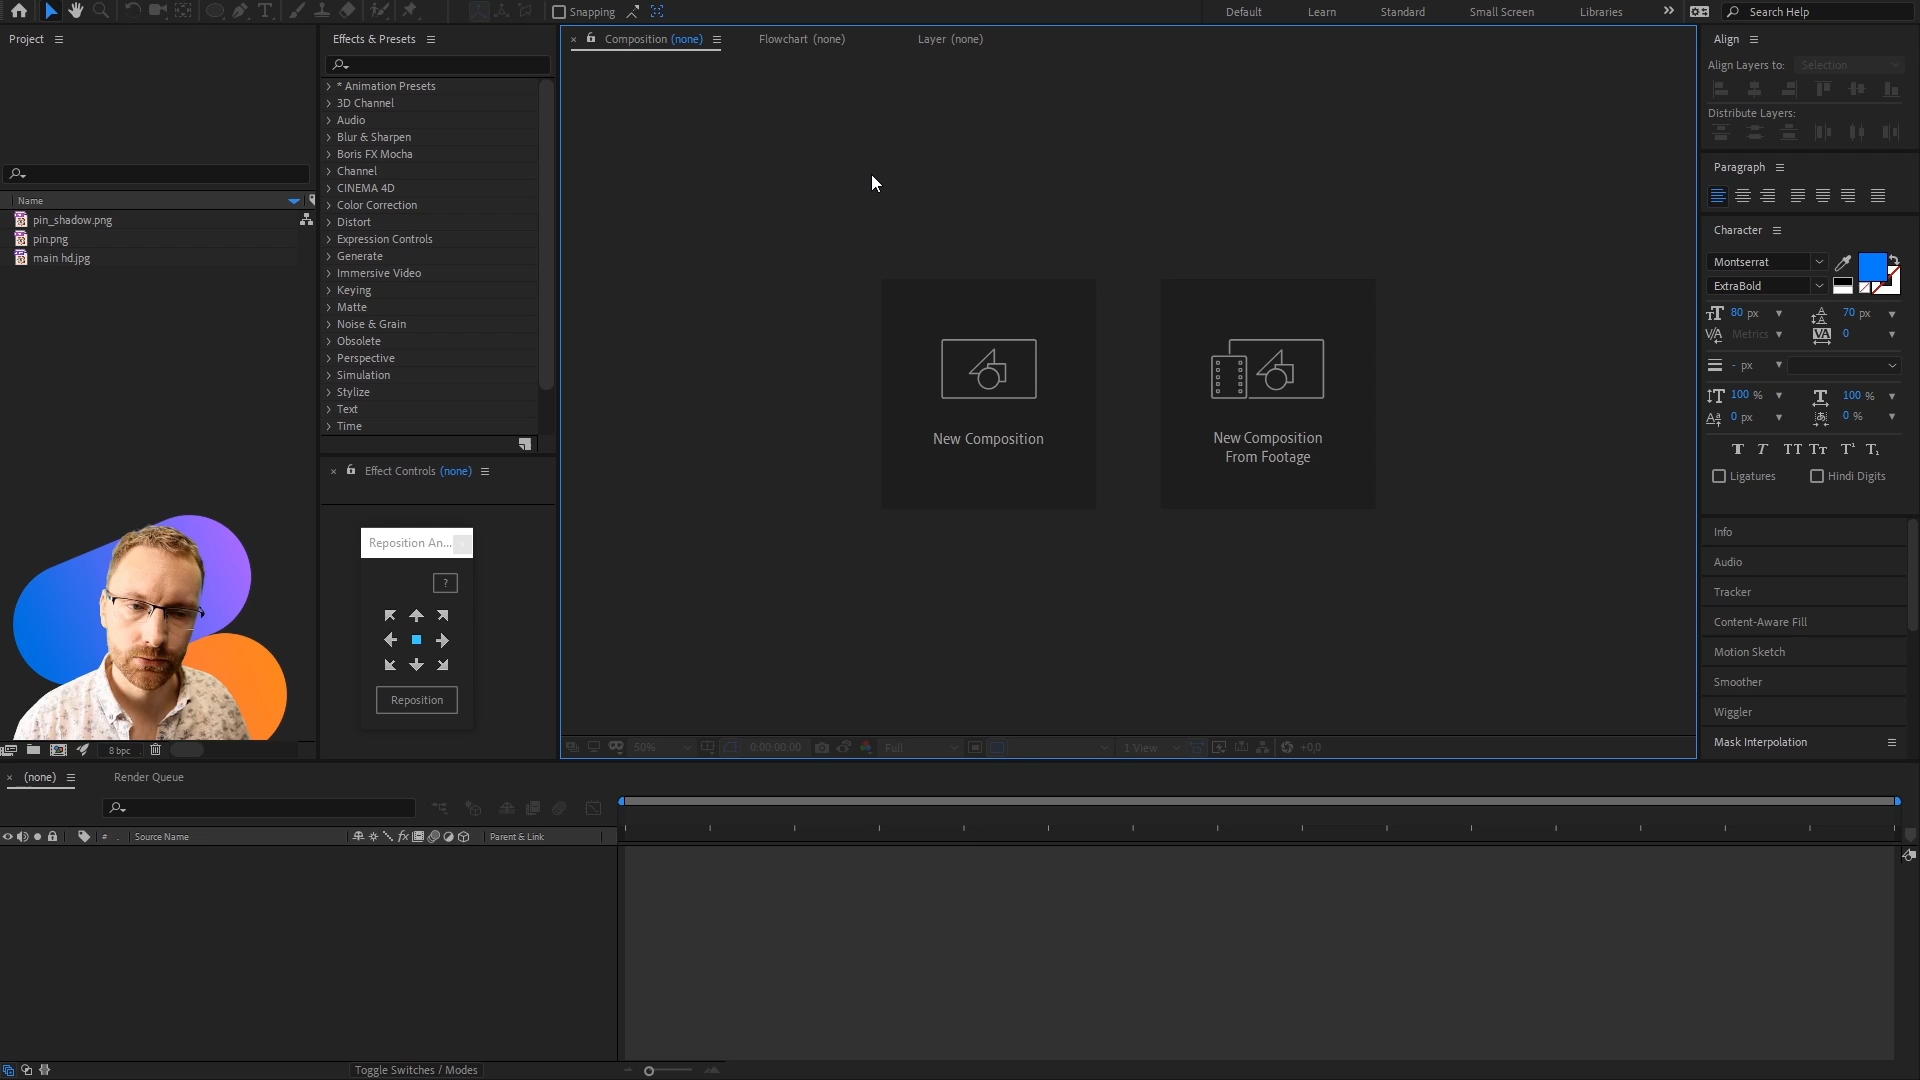 Snapping
Default
Learn
Standard
Small Screen
Libraries
Search Help
Project
Effects & Presets
Composition (none)
Flowchart (none)
Layer (none)
Align
Align Layers to:
Selection
Distribute Layers:
Name
pin_shadow.png
pin.png
main hd.jpg
* Animation Presets
3D Channel
Audio
Blur & Sharpen
Boris FX Mocha
Channel
CINEMA 4D
Color Correction
Distort
Expression Controls
Generate
Immersive Video
Keying
Matte
Noise & Grain
Obsolete
Perspective
Simulation
Stylize
Text
Time
Effect Controls (none)
Reposition An...
?
Reposition
New Composition
New Composition
From Footage
50%
0:00:00:00
Full
1 View
+0,0
Paragraph
Character
Montserrat
ExtraBold
80 px
70 px
Metrics
0
- px
100 %
100 %
0 px
0 %
Ligatures
Hindi Digits
Info
Audio
Tracker
Content-Aware Fill
Motion Sketch
Smoother
Wiggler
Mask Interpolation
8 bpc
(none)
Render Queue
#
Source Name
fx
Parent & Link
Toggle Switches / Modes